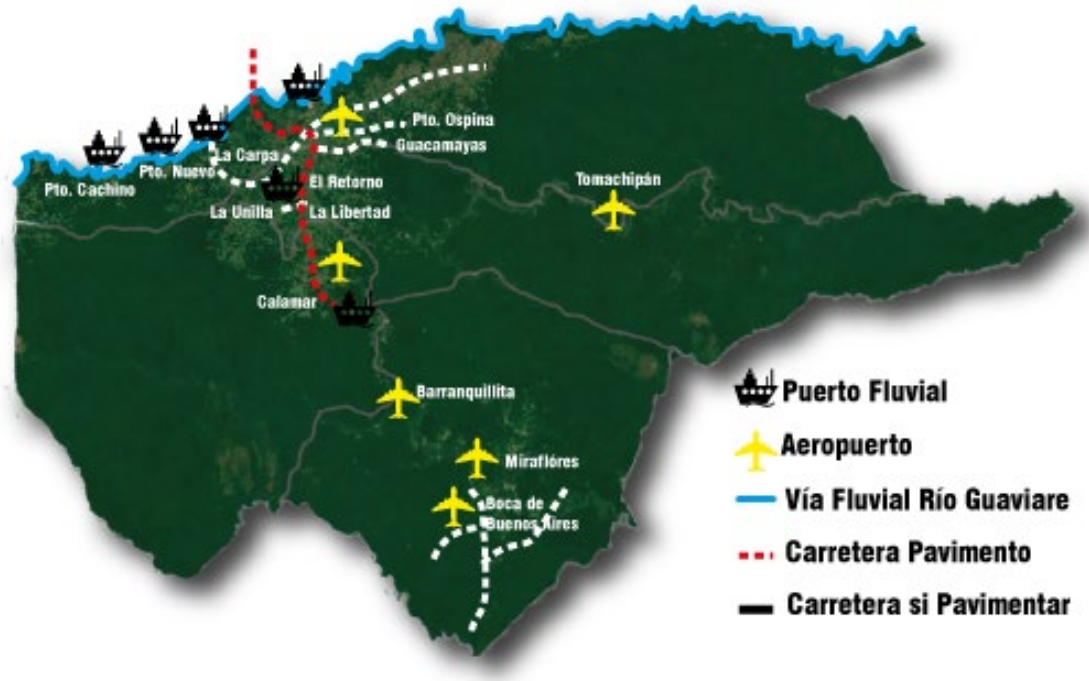 Pto. Ospina
Guacamayas
La Carpa
Pto. Nuevo
Pto. Cachino
El Retorno
Tomachipán
La Unilla
La Libertad
Calamar
Barranquillita
Miraflóres
Boca de
Buenos Aires
Puerto Fluvial
Aeropuerto
Vía Fluvial Río Guaviare
Carretera Pavimento
Carretera si Pavimentar